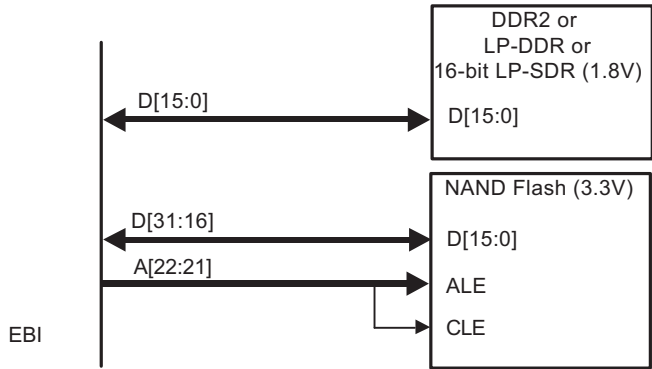 DDR2 or
LP-DDR or
16-bit LP-SDR (1.8V)
D[15:0]
D[15:0]
NAND Flash (3.3V)
D[31:16]
D[15:0]
A[22:21]
ALE
CLE
EBI